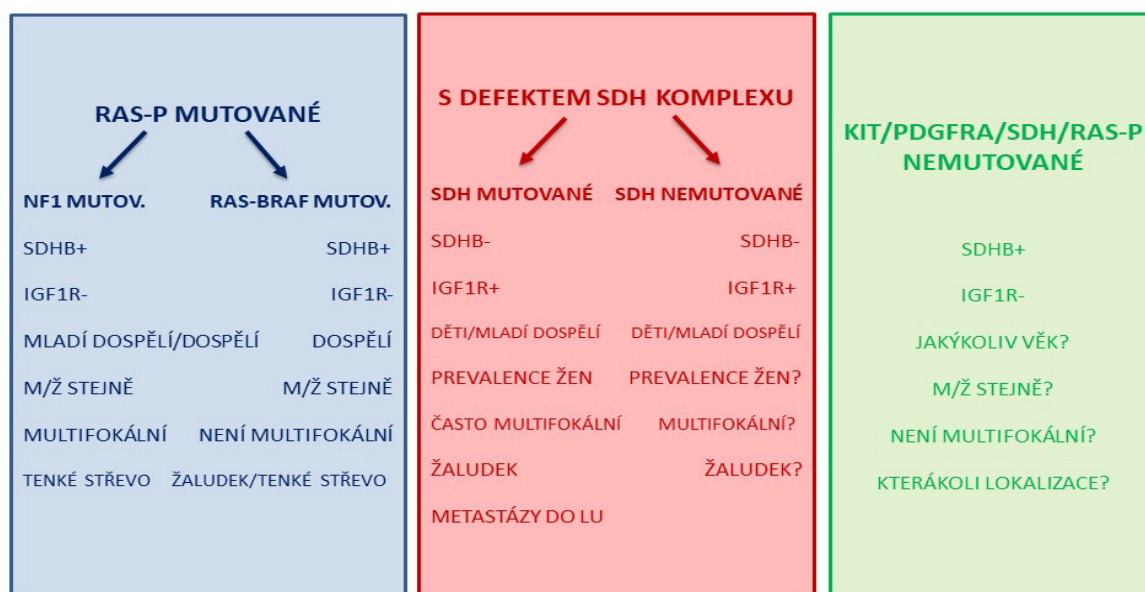 RAS-P MUTOVANÉ
NF1 MUTOV.
SDHB+
IGF1R-
MLADÍ DOSPĚLÍ/DOSPĚLÍ
M/Ž STEJNĚ
MULTIFOKÁLNÍ
TENKÉ STŘEVO
RAS-BRAF MUTOV.
SDHB+
IGF1R-
DOSPĚLÍ
M/Ž STEJNĚ
NENÍ MULTIFOKÁLNÍ
ŽALUDEK/TENKÉ STŘEVO
S DEFEKTEM SDH KOMPLEXU
SDH MUTOVANÉ
SDHB-
IGF1R+
DĚTI/MLADÍ DOSPĚLÍ
PREVALENCE ŽEN
ČASTO MULTIFOKÁLNÍ
ŽALUDEK
METASTÁZY DO LU
SDH NEMUTOVANÉ
SDHB-
IGF1R+
DĚTI/MLADÍ DOSPĚLÍ
PREVALENCE ŽEN?
MULTIFOKÁLNÍ?
ŽALUDEK?
KIT/PDGFRA/SDH/RAS-P
NEMUTOVANÉ
SDHB+
IGF1R-
JAKÝKOLIV VĚK?
M/Ž STEJNĚ?
NENÍ MULTIFOKÁLNÍ?
KTERÁKOLI LOKALIZACE?